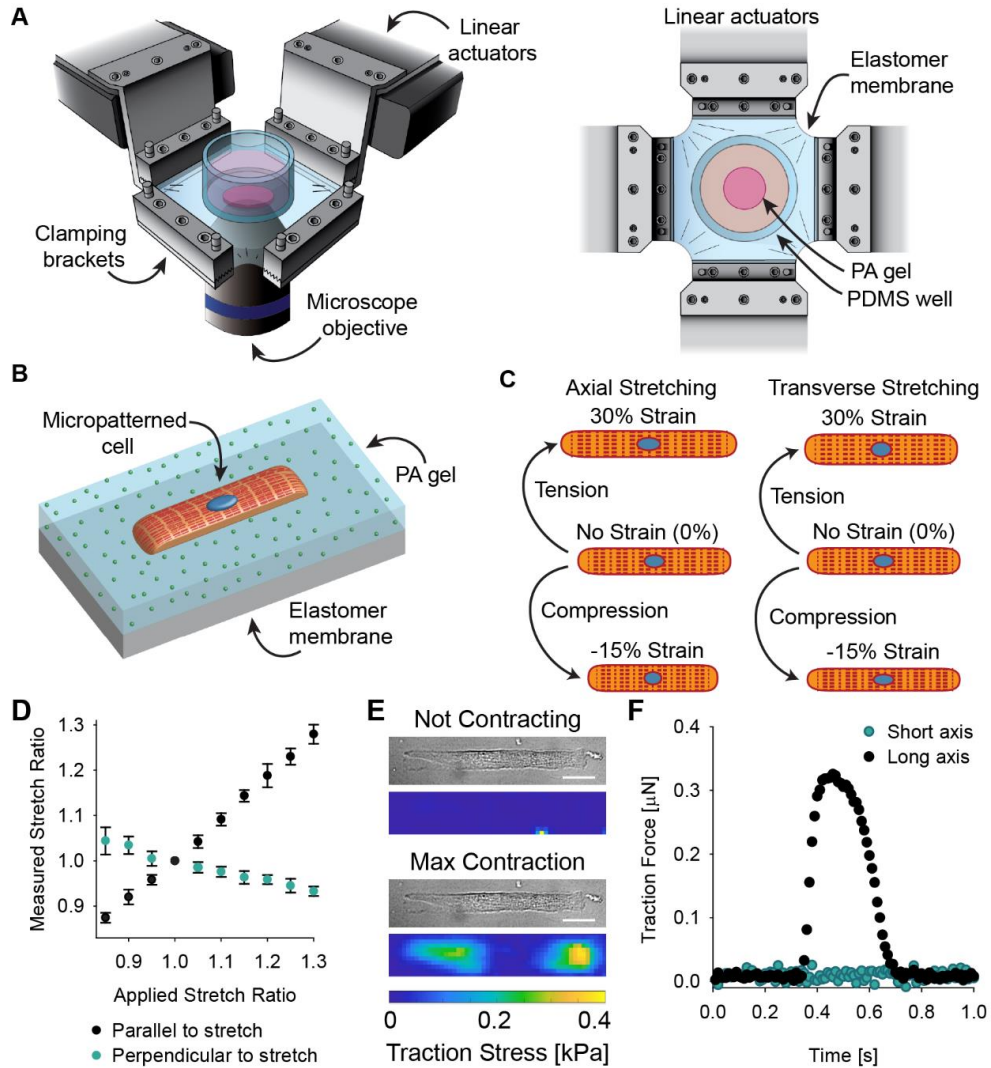 A
Linear
actuators
Clamping
brackets
Microscope
objective
Linear actuators
Elastomer
membrane
PA gel
PDMS well
B
Micropatterned
cell
PA gel
Elastomer
membrane
C
Axial Stretching
30% Strain
Tension
No Strain (0%)
Compression
-15% Strain
Transverse Stretching
30% Strain
Tension
No Strain (0%)
Compression
-15% Strain
D
Measured Stretch Ratio
1.3
1.2
1.1
1.0
0.9
0.9 1.0 1.1 1.2 1.3
Applied Stretch Ratio
Parallel to stretch
Perpendicular to stretch
E
Not Contracting
Max Contraction
0 0.2 0.4
Traction Stress [kPa]
F
Short axis
Long axis
Traction Force [µN]
0.4
0.3
0.2
0.1
0.0
0.0 0.2 0.4 0.6 0.8 1.0
Time [s]